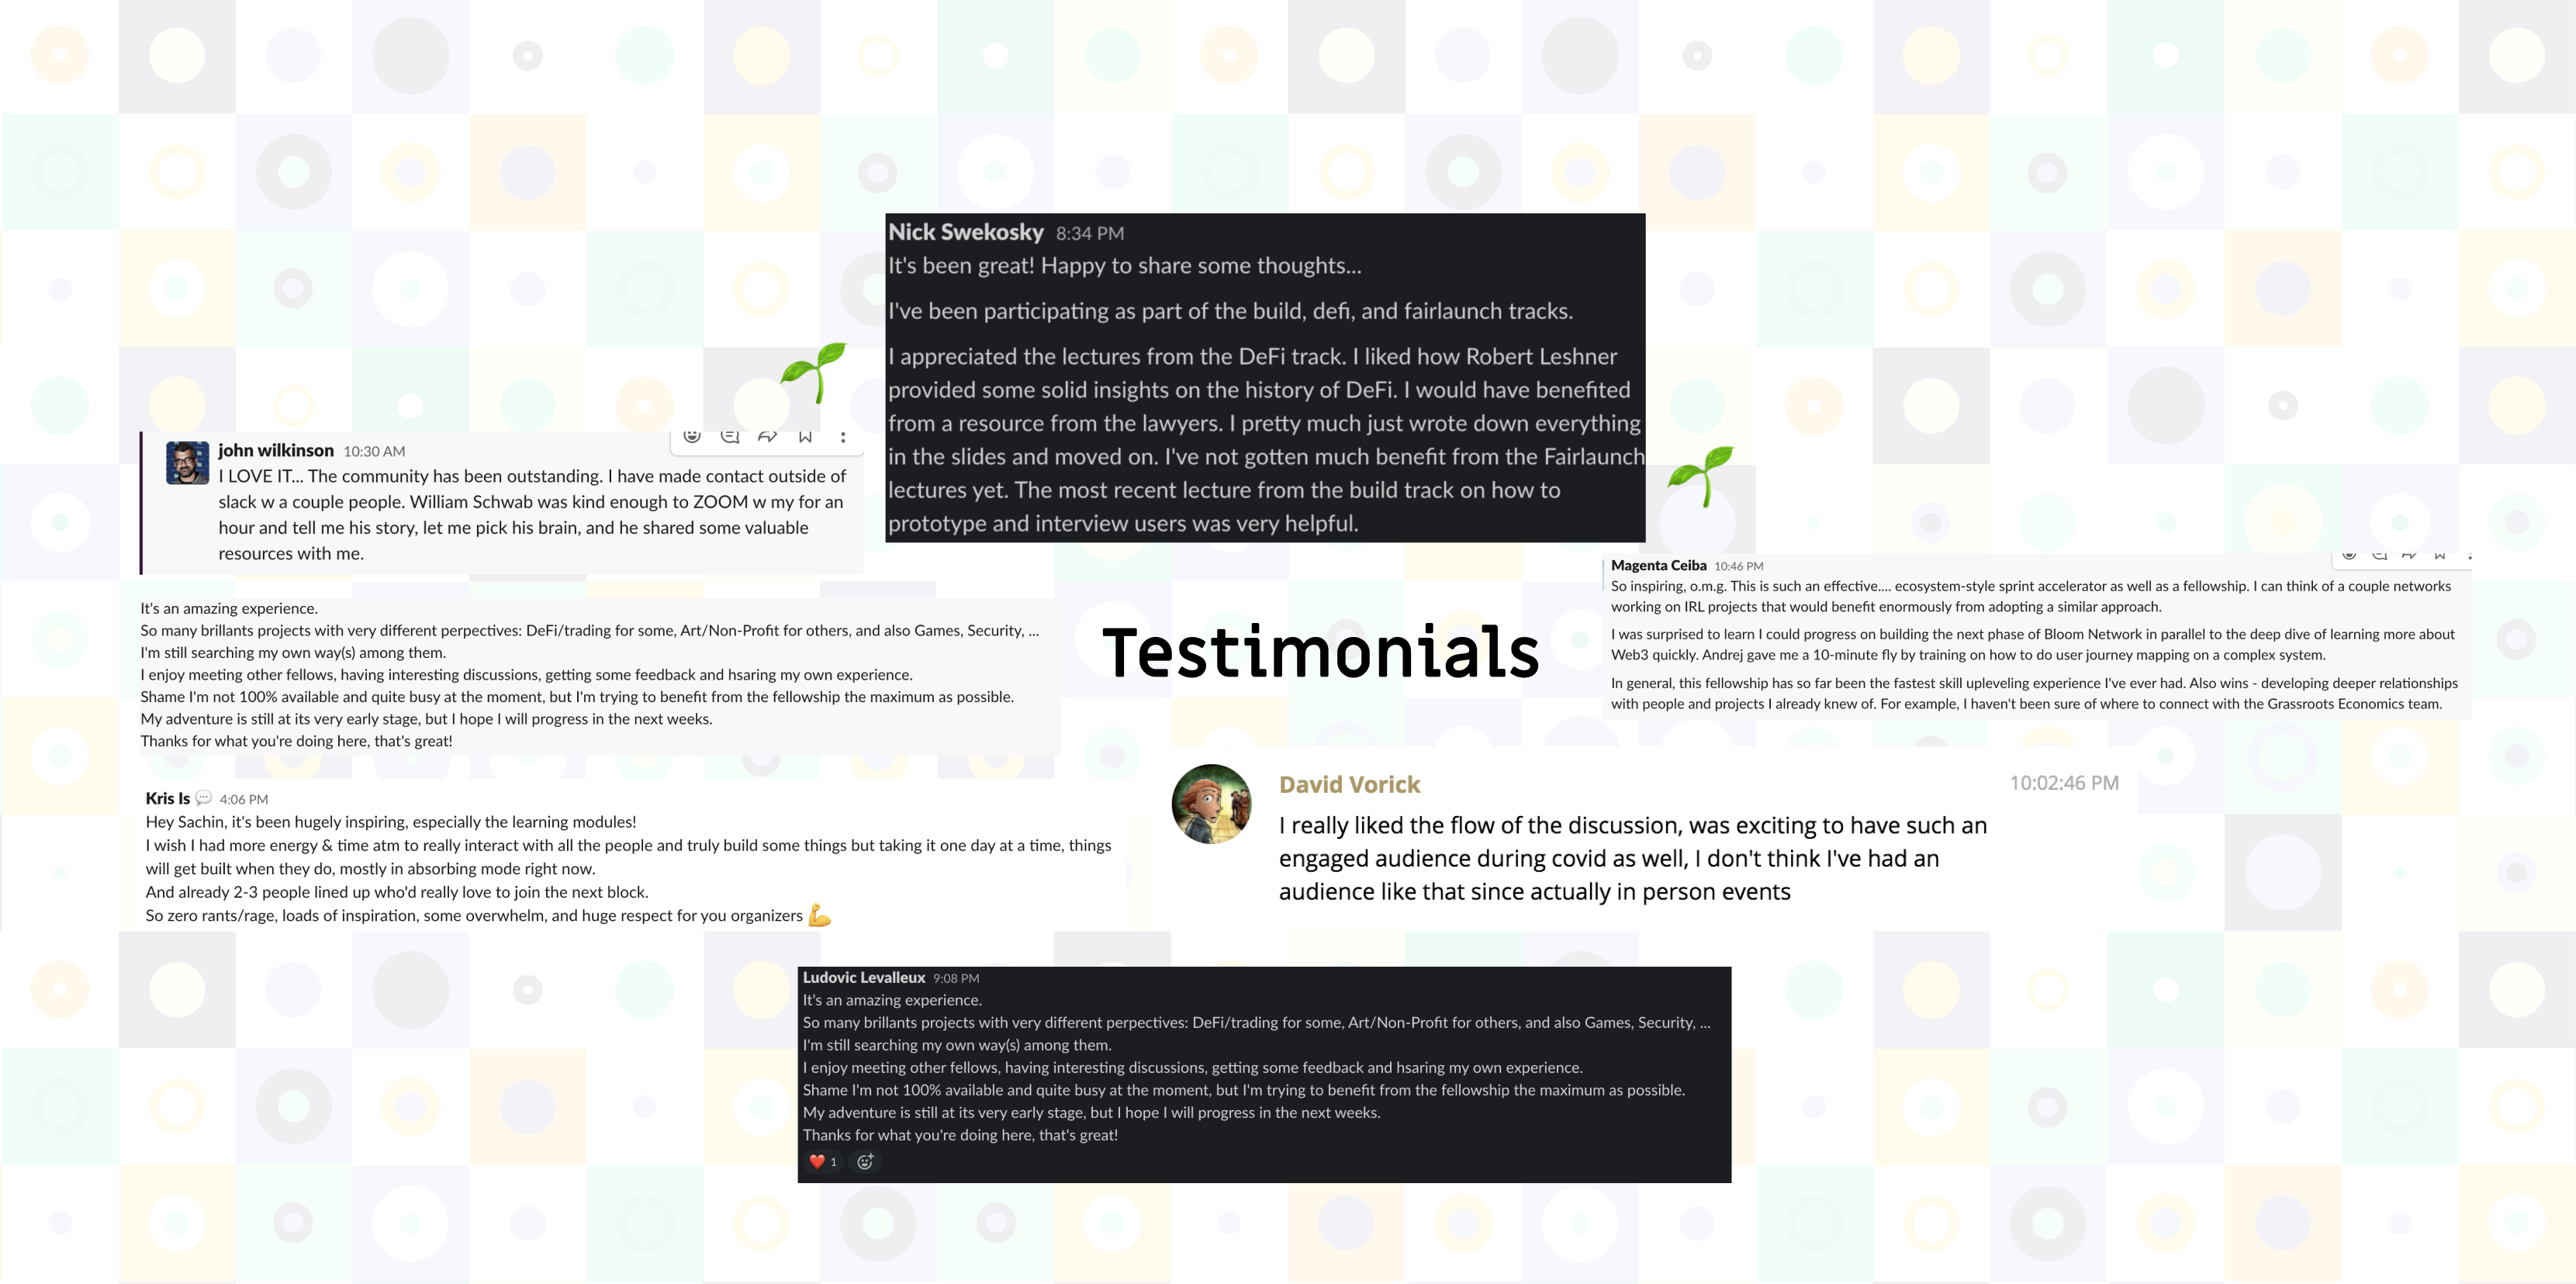 Nick Swekosky 8:34 PM
It's been great! Happy to share some thoughts...
I've been participating as part of the build, defi, and fairlaunch tracks.
I appreciated the lectures from the DeFi track. I liked how Robert Leshner
provided some solid insights on the history of DeFi. I would have benefited
from a resource from the lawyers. I pretty much just wrote down everything
in the slides and moved on. I've not gotten much benefit from the Fairlaunch
lectures yet. The most recent lecture from the build track on how to
prototype and interview users was very helpful.
john wilkinson 10:30 AM
I LOVE IT... The community has been outstanding. I have made contact outside of
slack w a couple people. William Schwab was kind enough to ZOOM w my for an
hour and tell me his story, let me pick his brain, and he shared some valuable
resources with me.
It's an amazing experience.
So many brillants projects with very different perpectives: DeFi/trading for some, Art/Non-Profit for others, and also Games, Security, ...
I'm still searching my own way(s) among them.
I enjoy meeting other fellows, having interesting discussions, getting some feedback and hsaring my own experience.
Shame I'm not 100% available and quite busy at the moment, but I'm trying to benefit from the fellowship the maximum as possible.
My adventure is still at its very early stage, but I hope I will progress in the next weeks.
Thanks for what you're doing here, that's great!
Testimonials
Magenta Ceiba 10:46 PM
So inspiring, o.m.g. This is such an effective.... ecosystem-style sprint accelerator as well as a fellowship. I can think of a couple networks
working on IRL projects that would benefit enormously from adopting a similar approach.
I was surprised to learn I could progress on building the next phase of Bloom Network in parallel to the deep dive of learning more about
Web3 quickly. Andrej gave me a 10-minute fly by training on how to do user journey mapping on a complex system.
In general, this fellowship has so far been the fastest skill upleveling experience I've ever had. Also wins - developing deeper relationships
with people and projects I already knew of. For example, I haven't been sure of where to connect with the Grassroots Economics team.
Kris Is 4:06 PM
Hey Sachin, it's been hugely inspiring, especially the learning modules!
I wish I had more energy & time atm to really interact with all the people and truly build some things but taking it one day at a time, things
will get built when they do, mostly in absorbing mode right now.
And already 2-3 people lined up who'd really love to join the next block.
So zero rants/rage, loads of inspiration, some overwhelm, and huge respect for you organizers 💪
David Vorick 10:02:46 PM
I really liked the flow of the discussion, was exciting to have such an
engaged audience during covid as well, I don't think I've had an
audience like that since actually in person events
Ludovic Levalleux 9:08 PM
It's an amazing experience.
So many brillants projects with very different perpectives: DeFi/trading for some, Art/Non-Profit for others, and also Games, Security, ...
I'm still searching my own way(s) among them.
I enjoy meeting other fellows, having interesting discussions, getting some feedback and hsaring my own experience.
Shame I'm not 100% available and quite busy at the moment, but I'm trying to benefit from the fellowship the maximum as possible.
My adventure is still at its very early stage, but I hope I will progress in the next weeks.
Thanks for what you're doing here, that's great!
❤️ 1